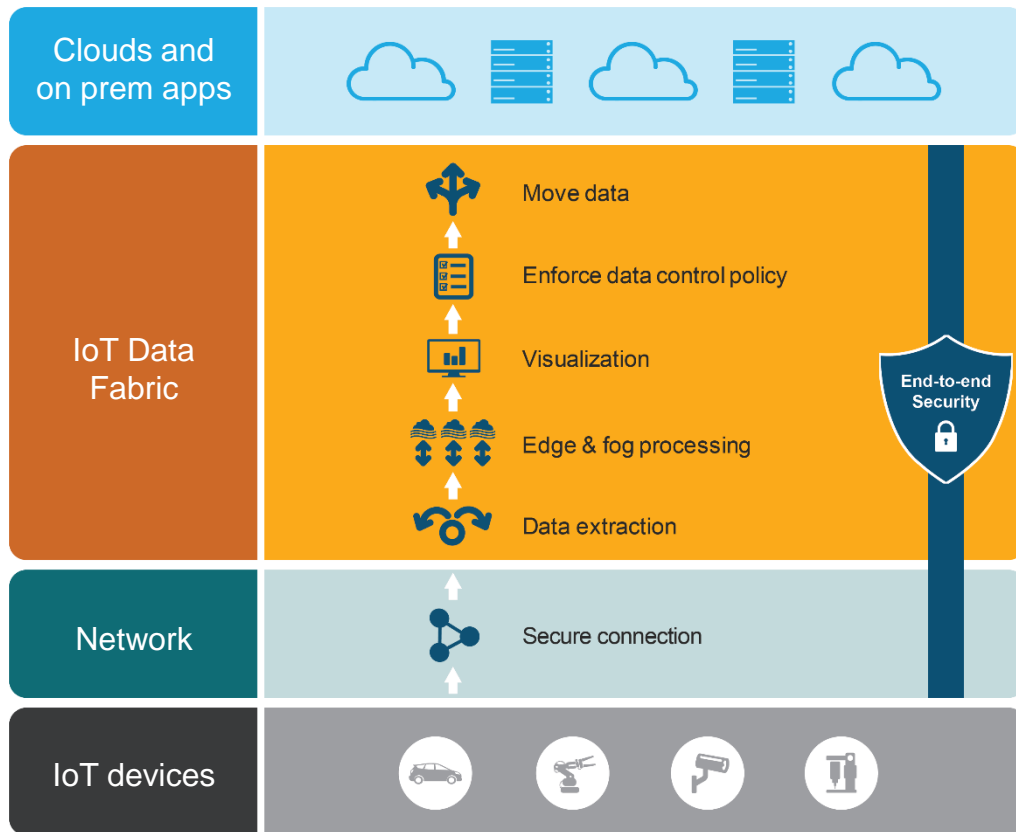 Clouds and
on prem apps
Move data
Enforce data control policy
IoT Data
Fabric
Visualization
End-to-end
Security
Edge & fog processing
Data extraction
Network
Secure connection
IoT devices